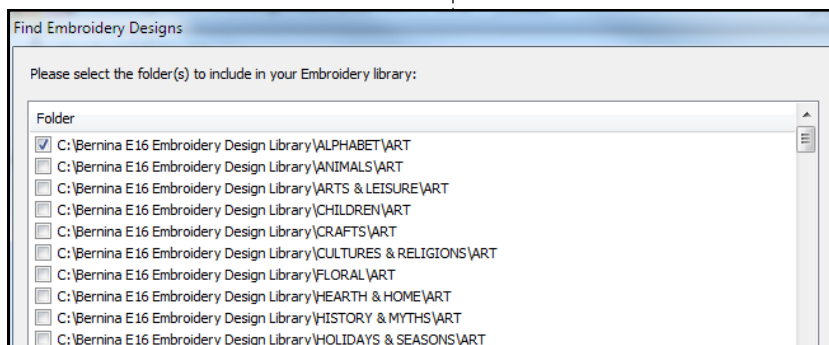 Find Embroidery Designs
Please select the folder(s) to include in your Embroidery library:
Folder
C:\Bernina E16 Embroidery Design Library\ALPHABET\ART
C:\Bernina E16 Embroidery Design Library\ANIMALS\ART
C:\Bernina E16 Embroidery Design Library\ARTS & LEISURE\ART
C:\Bernina E16 Embroidery Design Library\CHILDREN\ART
C:\Bernina E16 Embroidery Design Library\CRAFTS\ART
C:\Bernina E16 Embroidery Design Library\CULTURES & RELIGIONS\ART
C:\Bernina E16 Embroidery Design Library\FLORAL\ART
C:\Bernina E16 Embroidery Design Library\HEARTH & HOME\ART
C:\Bernina E16 Embroidery Design Library\HISTORY & MYTHS\ART
C:\Bernina E16 Embroidery Design Library\HOLIDAYS & SEASONS\ART